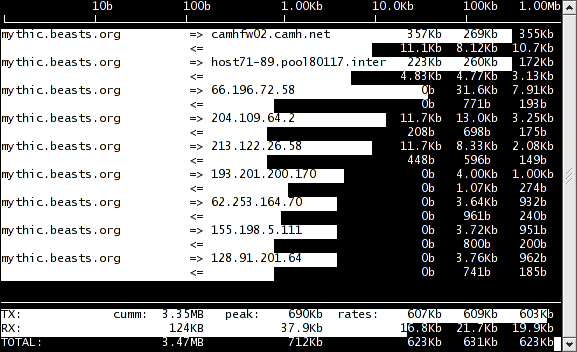 10b 100b 1.00Kb 10.0Kb 100Kb 1.00Mb
mythic.beasts.org => camhfw02.camh.net 357Kb 269Kb 355Kb
<= 11.1Kb 8.12Kb 10.7Kb
mythic.beasts.org => host71-89.pool80117.inter 223Kb 260Kb 172Kb
<= 4.83Kb 4.77Kb 3.13Kb
mythic.beasts.org => 66.196.72.58 0b 31.6Kb 7.91Kb
<= 0b 771b 193b
mythic.beasts.org => 204.109.64.2 11.7Kb 13.0Kb 3.25Kb
<= 208b 698b 175b
mythic.beasts.org => 213.122.26.58 11.7Kb 8.33Kb 2.08Kb
<= 448b 596b 149b
mythic.beasts.org => 193.201.200.170 0b 4.00Kb 1.00Kb
<= 0b 1.07Kb 274b
mythic.beasts.org => 62.253.164.70 0b 3.64Kb 932b
<= 0b 961b 240b
mythic.beasts.org => 155.198.5.111 0b 3.72Kb 951b
<= 0b 800b 200b
mythic.beasts.org => 128.91.201.64 0b 3.76Kb 962b
<= 0b 741b 185b
TX: cumm: 3.35MB peak: 690Kb rates: 607Kb 609Kb 603Kb
RX: 124KB 37.9Kb 16.8Kb 21.7Kb 19.9Kb
TOTAL: 3.47MB 712Kb 623Kb 631Kb 623Kb